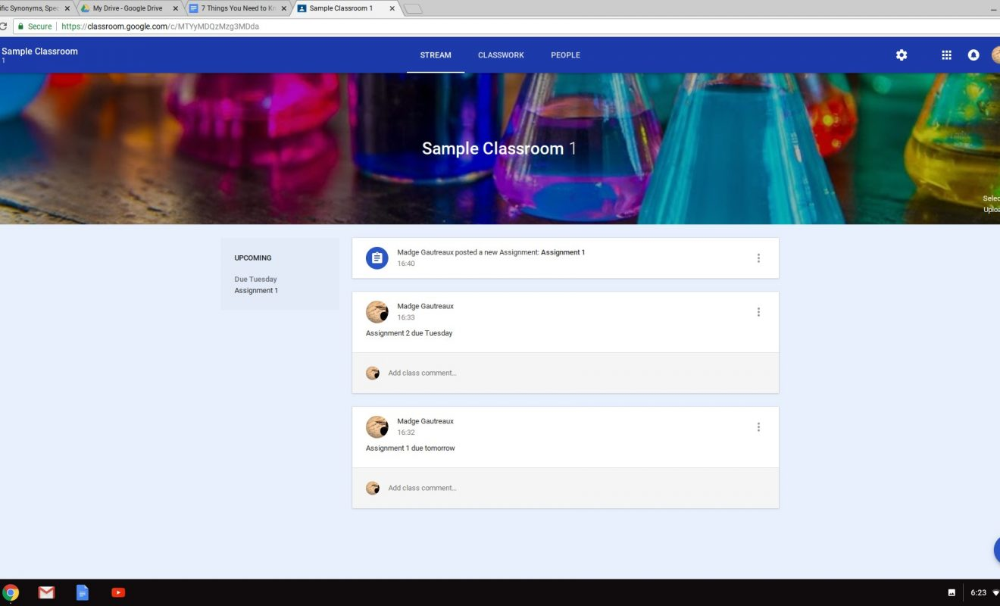 ific Synonyms, Spec
My Drive - Google Drive
7 Things You Need to Kn
Sample Classroom 1
Secure
https://classroom.google.com/c/MTYyMDQzMzg3MDda
Sample Classroom
1
STREAM
CLASSWORK
PEOPLE
Sample Classroom 1
Selec
Uploa
UPCOMING
Due Tuesday
Assignment 1
Madge Gautreaux posted a new Assignment: Assignment 1
16:40
Madge Gautreaux
16:33
Assignment 2 due Tuesday
Add class comment...
Madge Gautreaux
16:32
Assignment 1 due tomorrow
Add class comment...
6:23